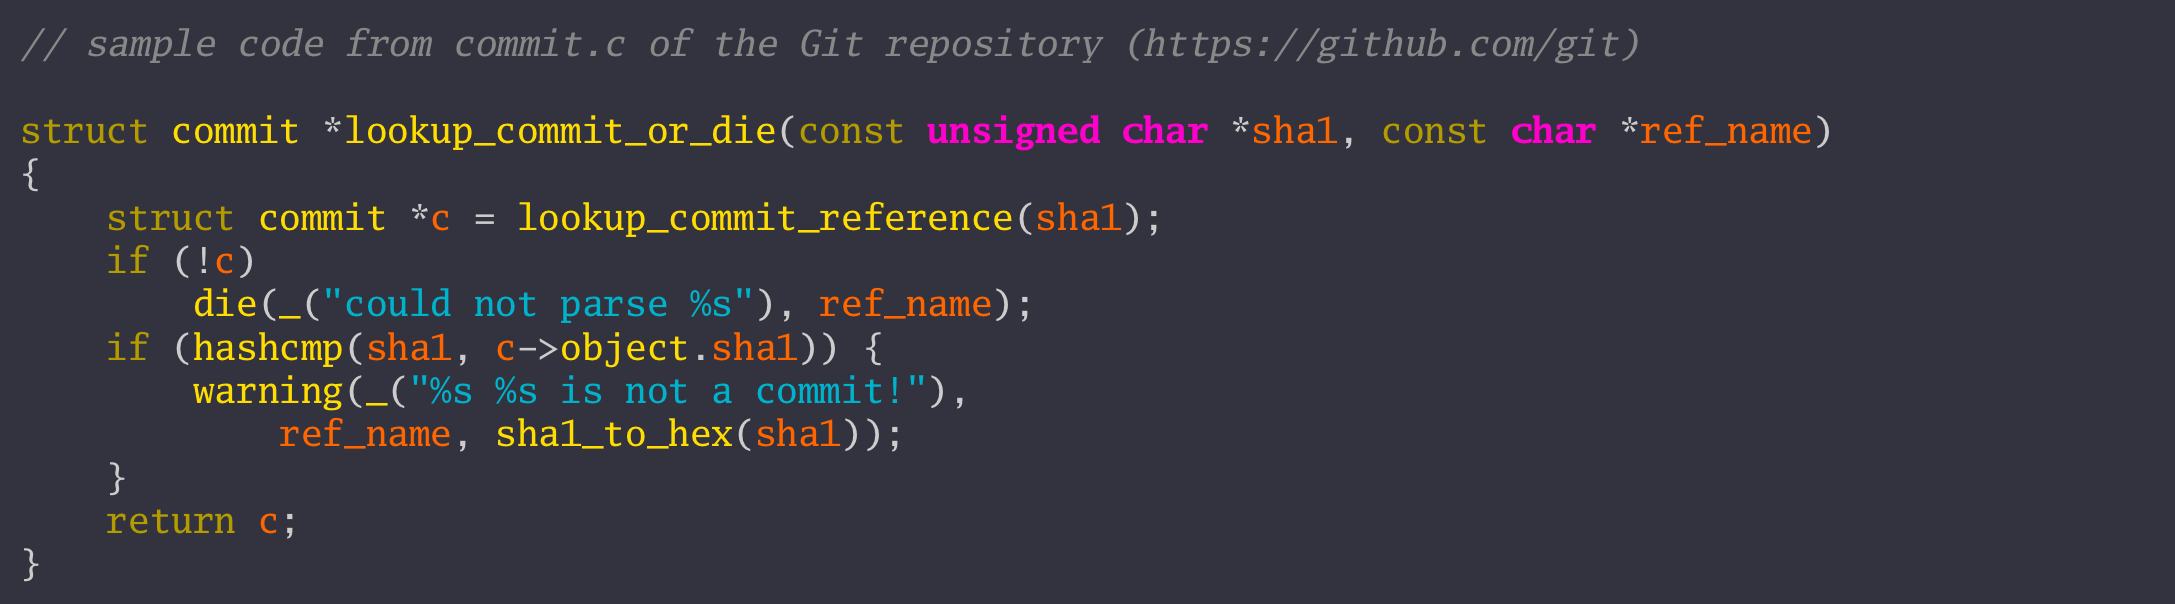 // sample code from commit.c of the Git repository (https://github.com/git)

struct commit *lookup_commit_or_die(const unsigned char *sha1, const char *ref_name)
{
    struct commit *c = lookup_commit_reference(sha1);
    if (!c)
        die(_("could not parse %s"), ref_name);
    if (hashcmp(sha1, c->object.sha1)) {
        warning(_("%s %s is not a commit!"),
            ref_name, sha1_to_hex(sha1));
    }
    return c;
}